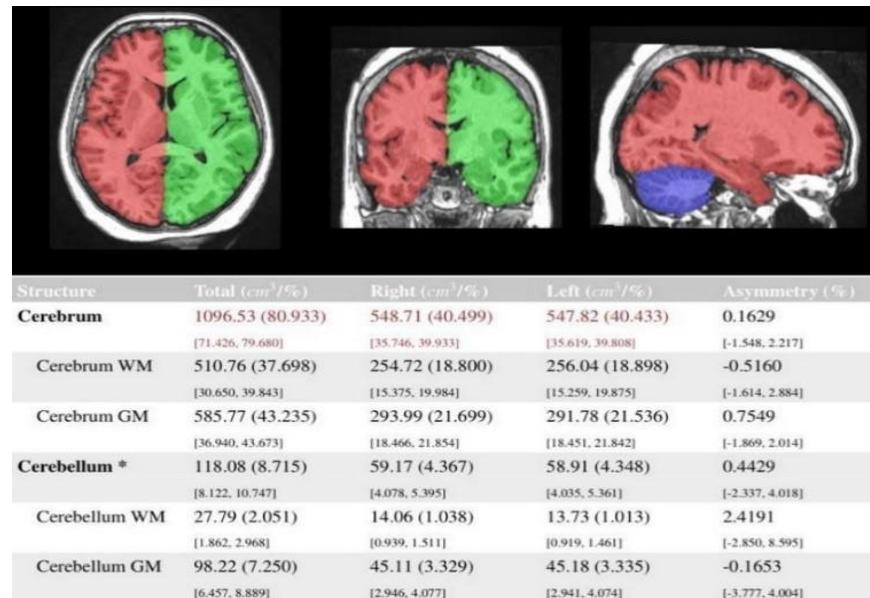 Structure Total (cm³/%) Right (cm³/%) Left (cm³/%) Asymmetry (%)
Cerebrum 1096.53 (80.933) 548.71 (40.499) 547.82 (40.433) 0.1629
[71.426, 79.680] [35.746, 39.933] [35.619, 39.808] [-1.548, 2.217]
Cerebrum WM 510.76 (37.698) 254.72 (18.800) 256.04 (18.898) -0.5160
[30.650, 39.843] [15.375, 19.984] [15.259, 19.875] [-1.614, 2.884]
Cerebrum GM 585.77 (43.235) 293.99 (21.699) 291.78 (21.536) 0.7549
[36.940, 43.673] [18.466, 21.854] [18.451, 21.842] [-1.869, 2.014]
Cerebellum * 118.08 (8.715) 59.17 (4.367) 58.91 (4.348) 0.4429
[8.122, 10.747] [4.078, 5.395] [4.035, 5.361] [-2.337, 4.018]
Cerebellum WM 27.79 (2.051) 14.06 (1.038) 13.73 (1.013) 2.4191
[1.862, 2.968] [0.939, 1.511] [0.919, 1.461] [-2.850, 8.595]
Cerebellum GM 98.22 (7.250) 45.11 (3.329) 45.18 (3.335) -0.1653
[6.457, 8.889] [2.946, 4.077] [2.941, 4.074] [-3.777, 4.004]